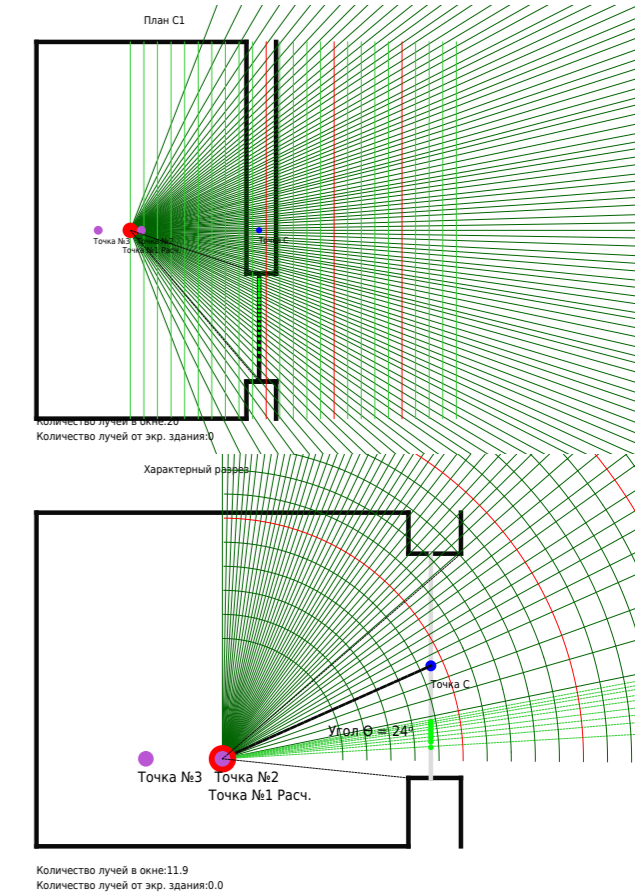 План C1
Точка №3 Точка №2
Точка C
Точка №1 Расч.
Количество лучей в окне:20
Количество лучей от экр. здания:0
Характерный разрез
Точка C
Угол Θ = 24°
Точка №3 Точка №2
Точка №1 Расч.
Количество лучей в окне:11.9
Количество лучей от экр. здания:0.0